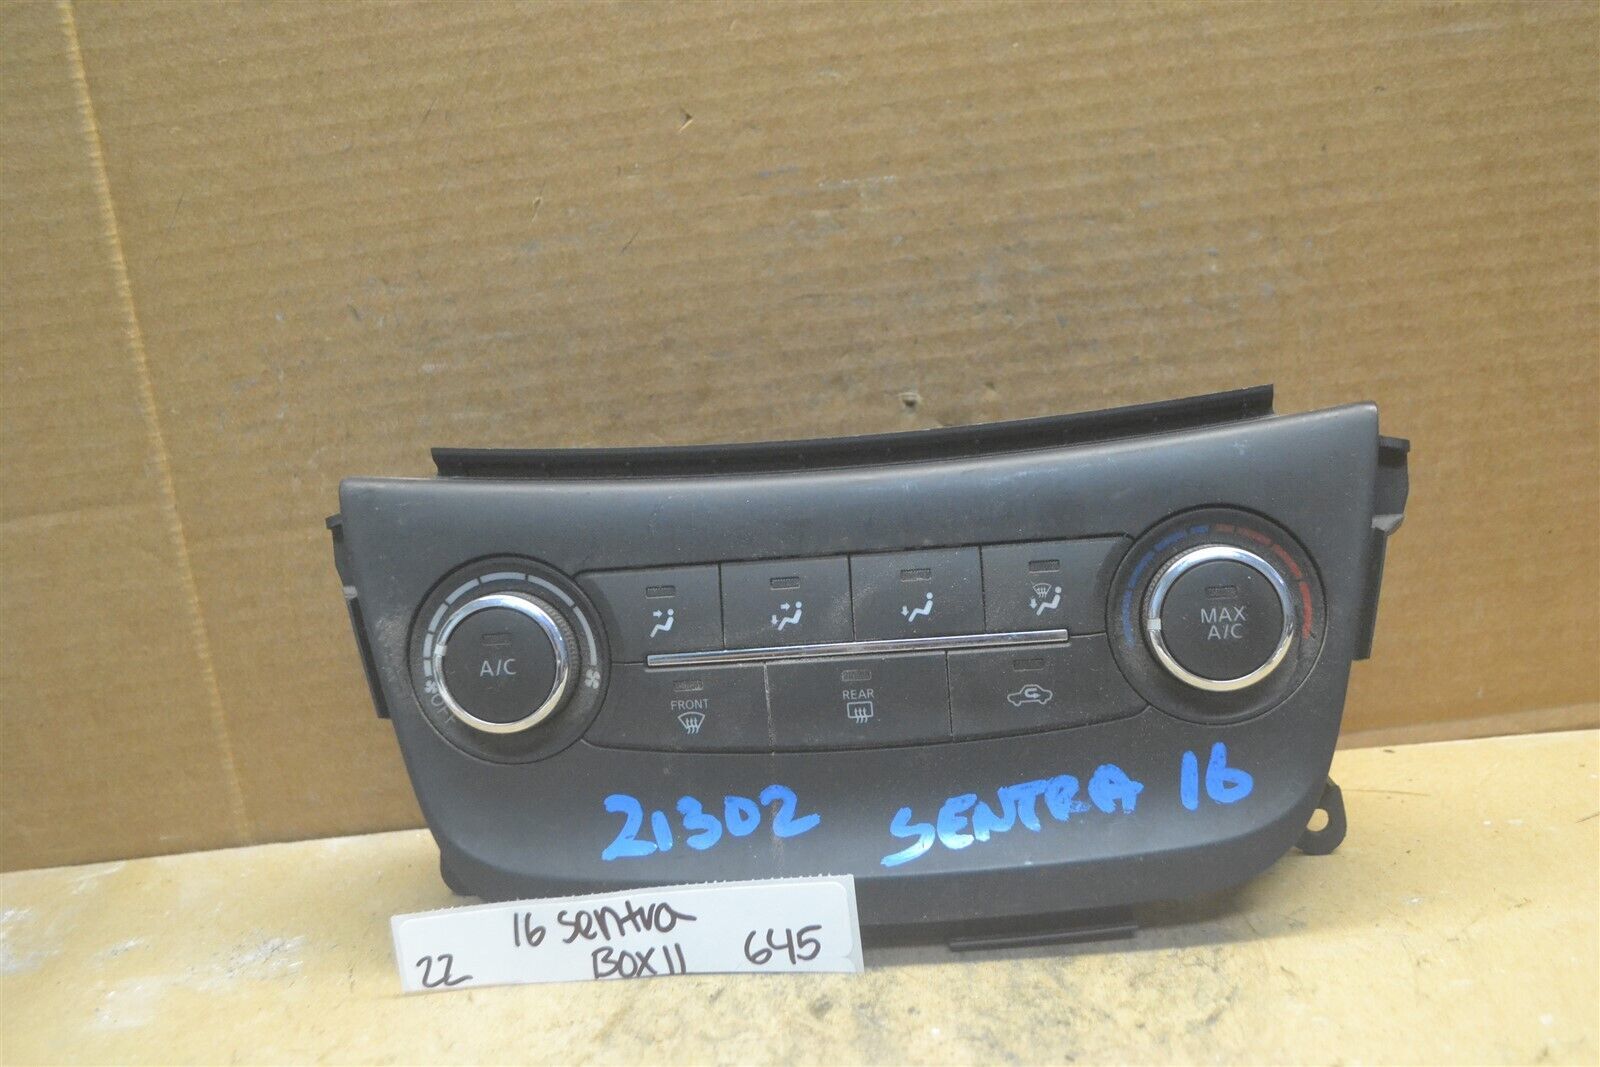 A/C
OFF
MAX
A/C
FRONT
REAR
21302 SENTRA 16
16 sentra
22 BOX 11 645